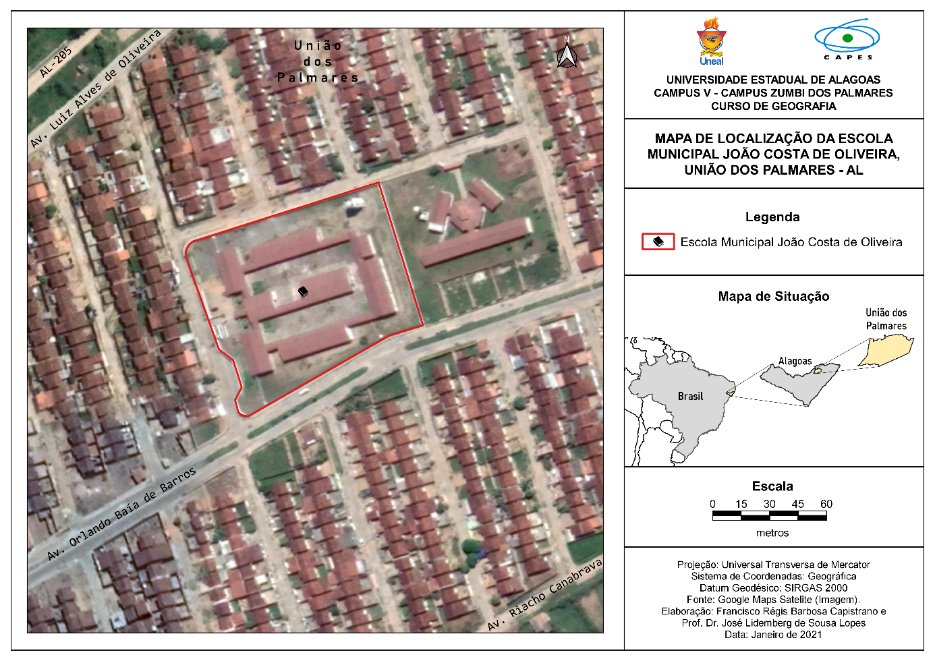 AL-205
Av. Luiz Alves de Oliveira
União
dos
Palmares
N
Av. Orlando Baía de Barros
Av. Riacho Canabrava
Uneal
CAPES
UNIVERSIDADE ESTADUAL DE ALAGOAS
CAMPUS V - CAMPUS ZUMBI DOS PALMARES
CURSO DE GEOGRAFIA
MAPA DE LOCALIZAÇÃO DA ESCOLA
MUNICIPAL JOÃO COSTA DE OLIVEIRA,
UNIÃO DOS PALMARES - AL
Legenda
Escola Municipal João Costa de Oliveira
Mapa de Situação
União dos
Palmares
Alagoas
Brasil
Escala
0 15 30 45 60
metros
Projeção: Universal Transversa de Mercator
Sistema de Coordenadas: Geográfica
Datum Geodésico: SIRGAS 2000
Fonte: Google Maps Satelite (Imagem).
Elaboração: Francisco Régis Barbosa Capistrano e
Prof. Dr. José Lidemberg de Sousa Lopes
Data: Janeiro de 2021